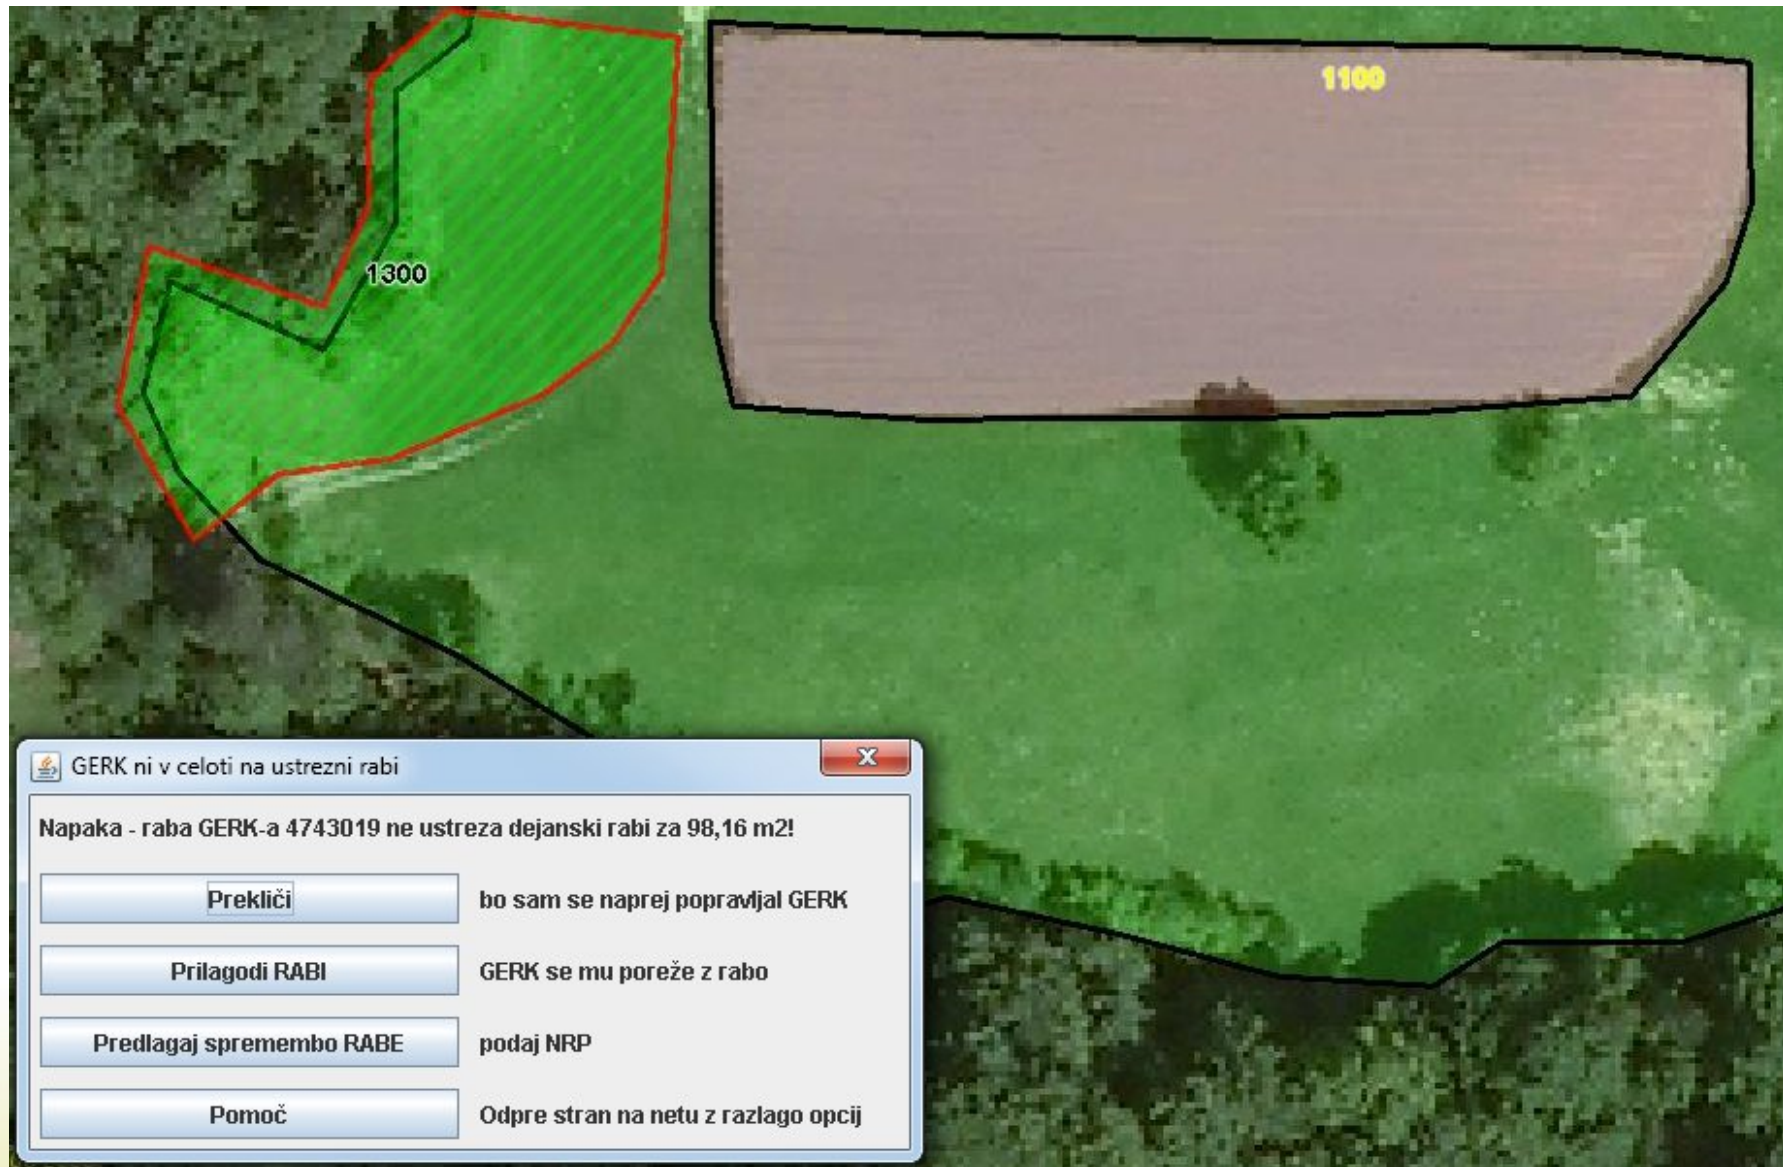 1100
1300
GERK ni v celoti na ustrezni rabi
Napaka - raba GERK-a 4743019 ne ustreza dejanski rabi za 98,16 m2!
Prekliči bo sam se naprej popravljal GERK
Prilagodi RABI GERK se mu poreže z rabo
Predlagaj spremembo RABE podaj NRP
Pomoč Odpre stran na netu z razlago opcij